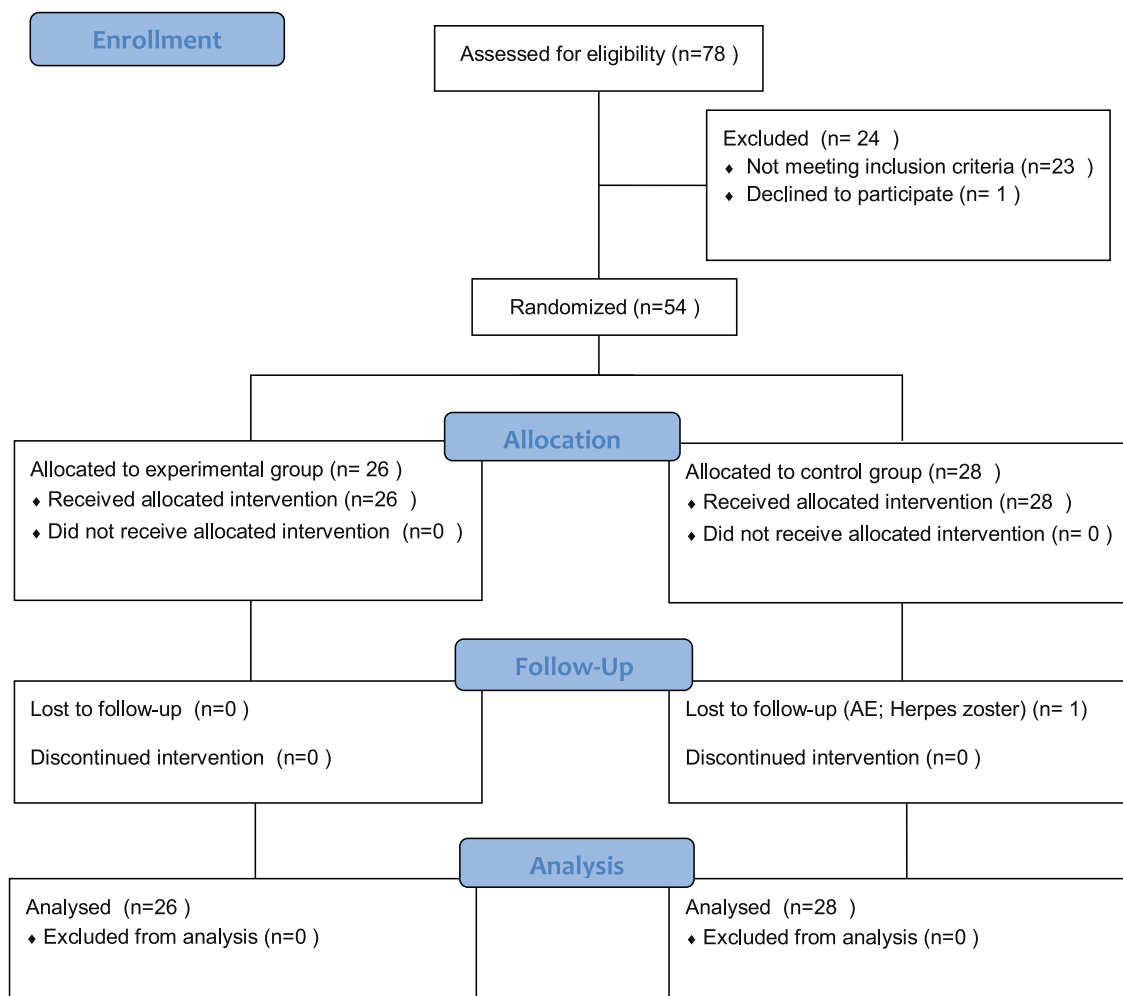 Enrollment
Assessed for eligibility (n=78 )
Excluded (n= 24 )
♦ Not meeting inclusion criteria (n=23 )
♦ Declined to participate (n= 1 )
Randomized (n=54 )
Allocation
Allocated to experimental group (n= 26 )
♦ Received allocated intervention (n=26 )
♦ Did not receive allocated intervention (n=0 )
Allocated to control group (n=28 )
♦ Received allocated intervention (n=28 )
♦ Did not receive allocated intervention (n= 0 )
Follow-Up
Lost to follow-up (n=0 )
Discontinued intervention (n=0 )
Lost to follow-up (AE; Herpes zoster) (n= 1)
Discontinued intervention (n=0 )
Analysis
Analysed (n=26 )
♦ Excluded from analysis (n=0 )
Analysed (n=28 )
♦ Excluded from analysis (n=0 )